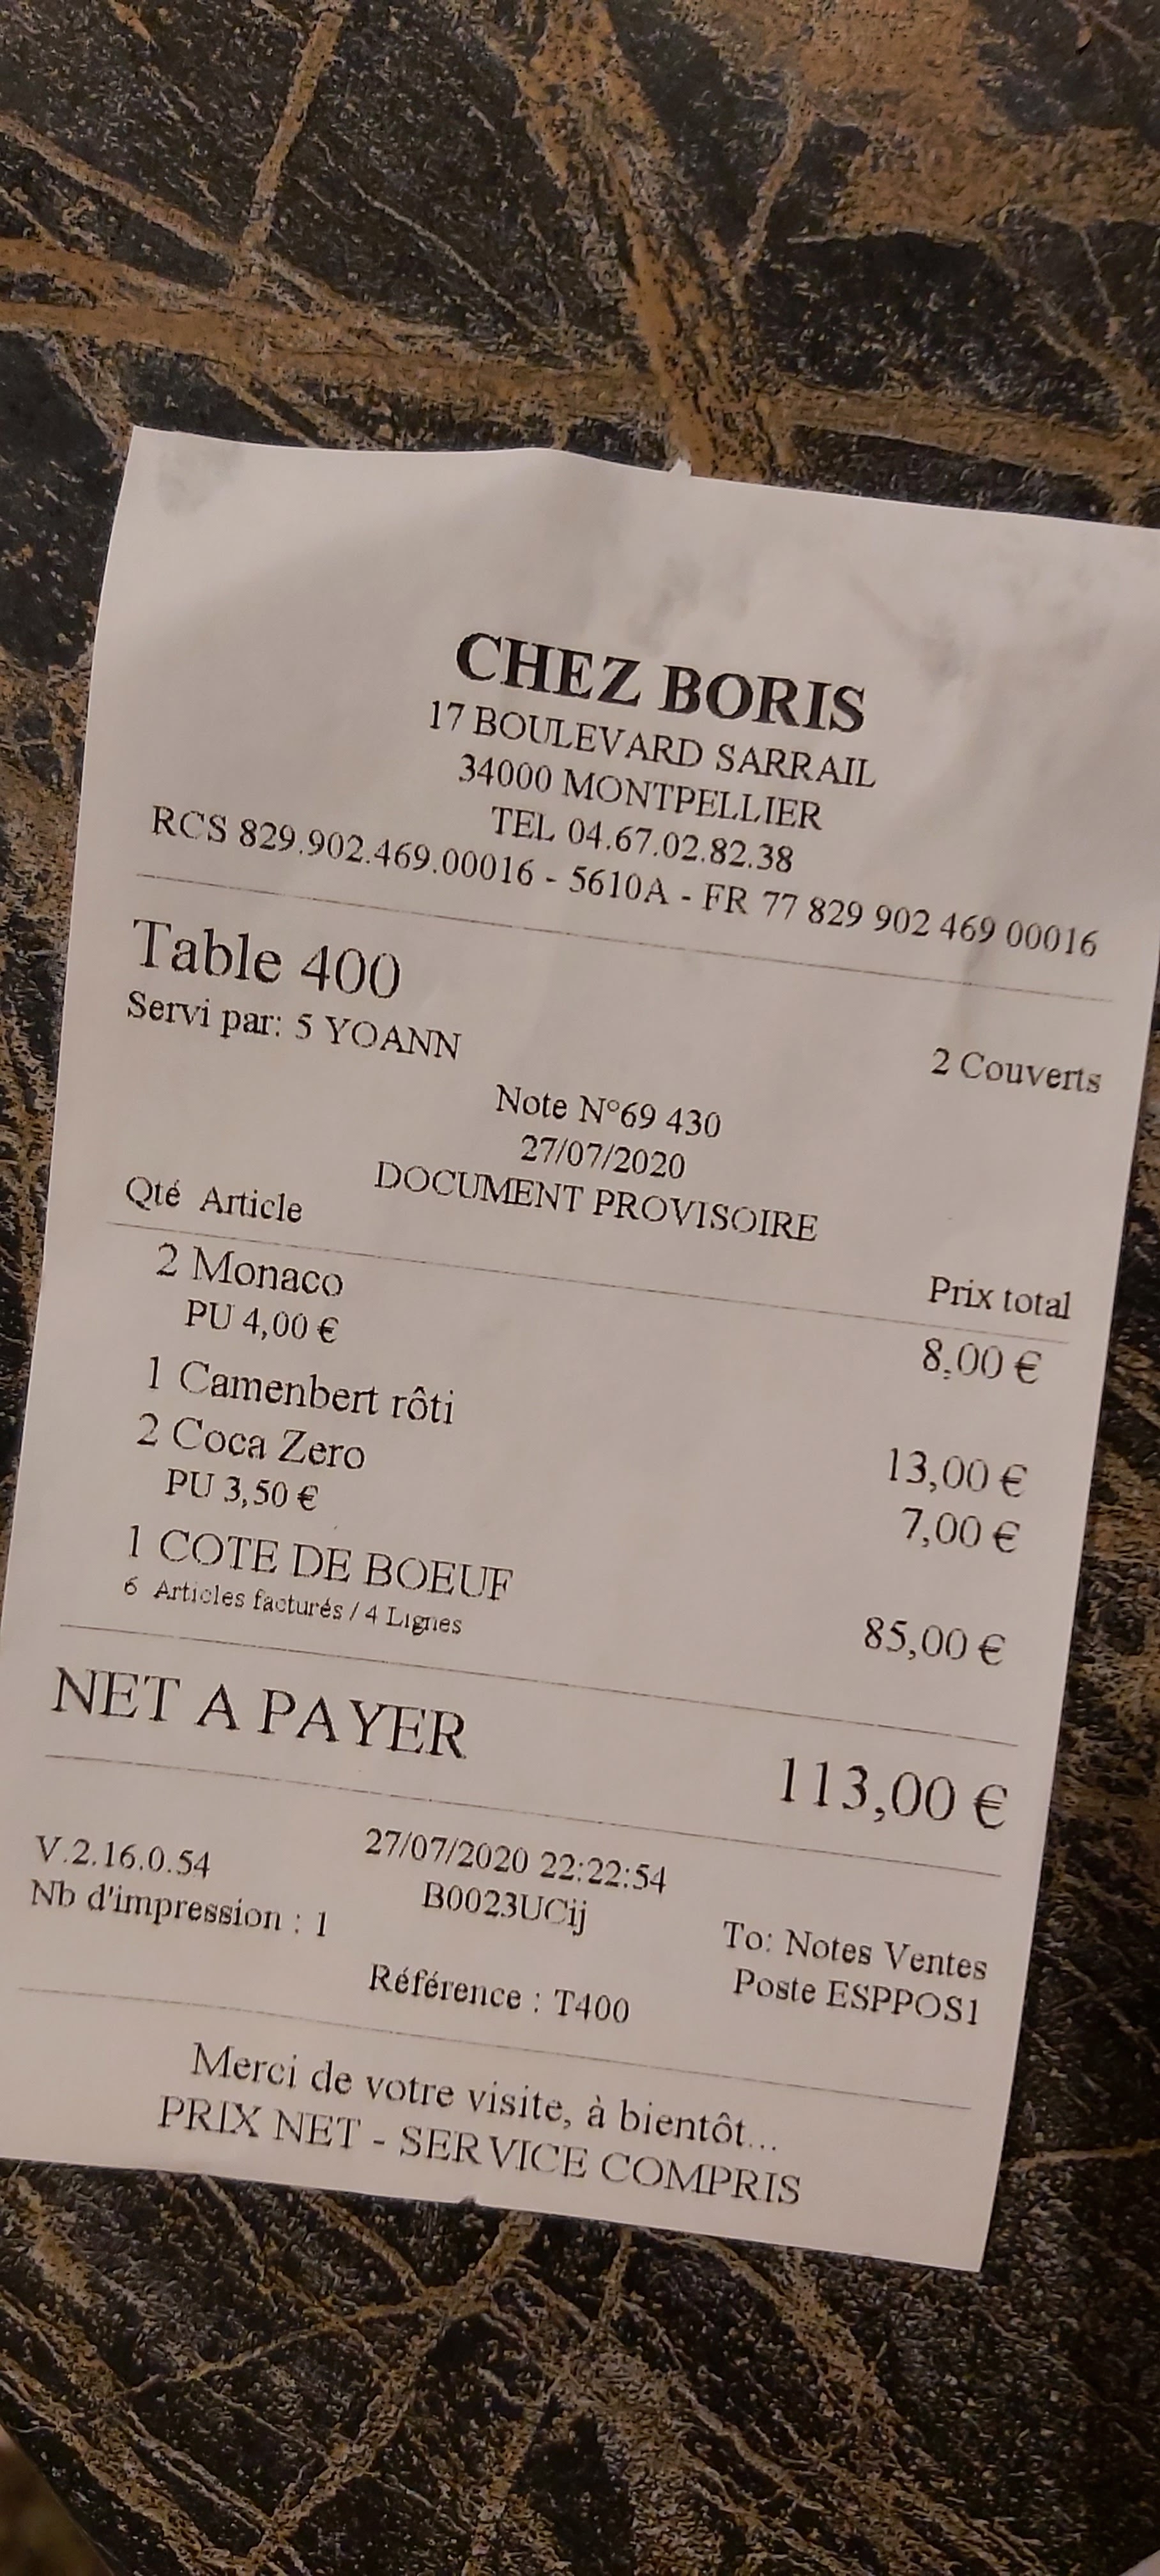 CHEZ BORIS
17 BOULEVARD SARRAIL
34000 MONTPELLIER
TEL 04.67.02.82.38
RCS 829.902.469.00016 - 5610A - FR 77 829 902 469 00016
Table 400
Servi par: 5 YOANN
2 Couverts
Note N°69 430
27/07/2020
DOCUMENT PROVISOIRE
Qté Article Prix total
2 Monaco 8,00 €
PU 4,00 €
1 Camenbert rôti 13,00 €
2 Coca Zero 7,00 €
PU 3,50 €
1 COTE DE BOEUF 85,00 €
6 Articles facturés / 4 Lignes
NET A PAYER 113,00 €
27/07/2020 22:22:54
V.2.16.0.54 B0023UCij To: Notes Ventes
Nb d'impression : 1 Poste ESPPOS1
Référence : T400
Merci de votre visite, à bientôt...
PRIX NET - SERVICE COMPRIS